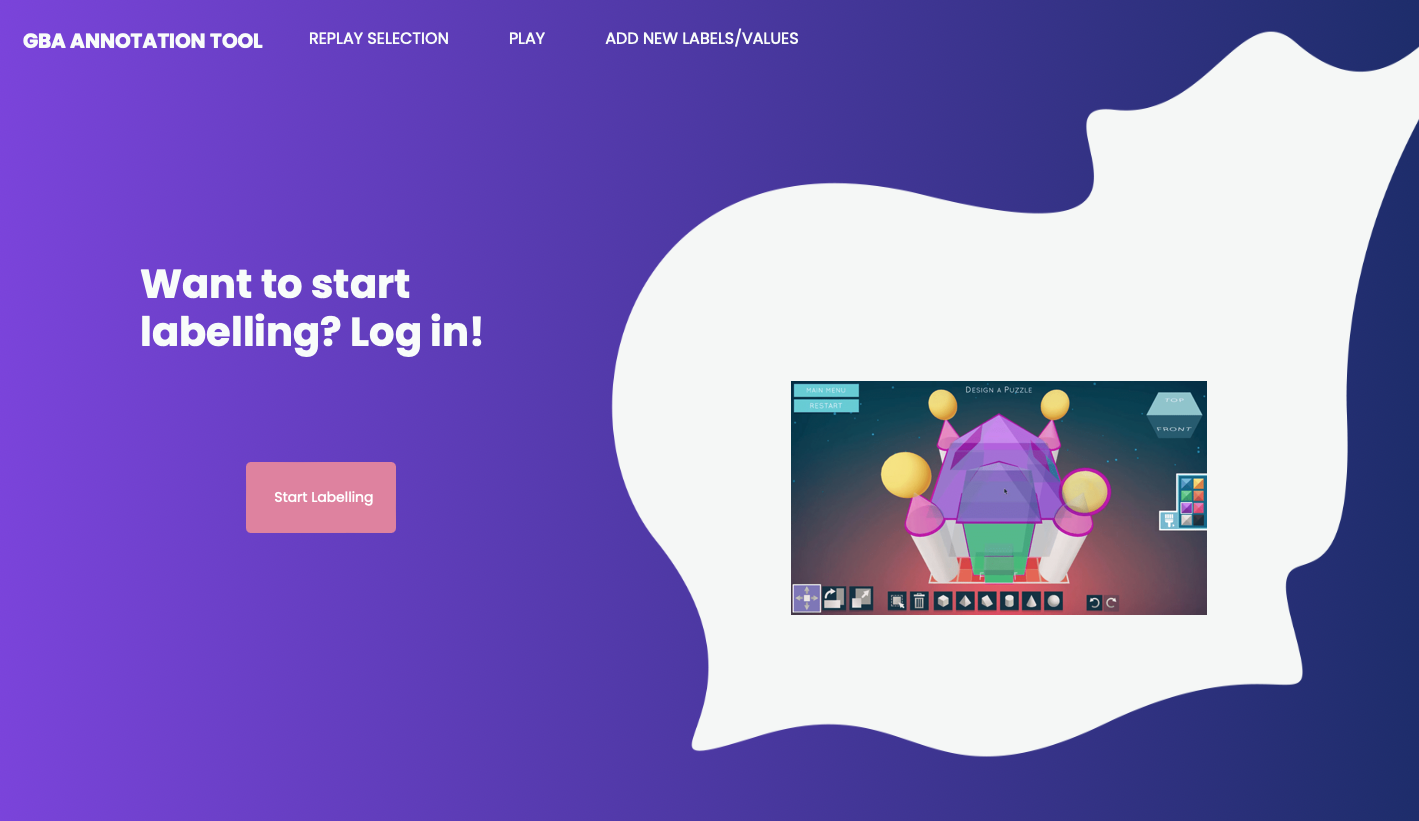 GBA ANNOTATION TOOL
REPLAY SELECTION
PLAY
ADD NEW LABELS/VALUES
Want to start
labelling? Log in!
Start Labelling
MAIN MENU
RESTART
DESIGN A PUZZLE
TOP
FRONT